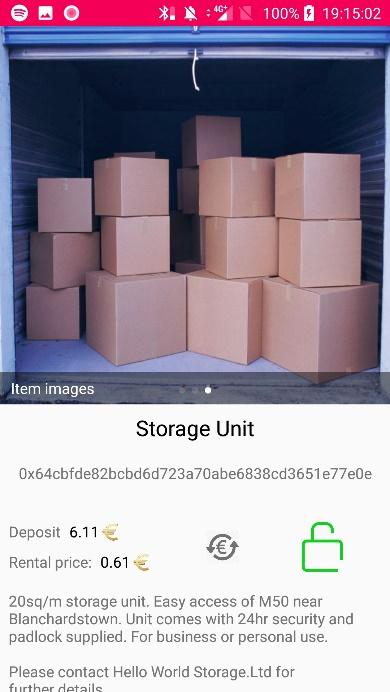 4G+
100%
19:15:02
Item images
Storage Unit
0x64cbfde82bcbd6d723a70abe6838cd3651e77e0e
Deposit 6.11 €
Rental price: 0.61 €
20sq/m storage unit. Easy access of M50 near
Blanchardstown. Unit comes with 24hr security and
padlock supplied. For business or personal use.
Please contact Hello World Storage.Ltd for
further details